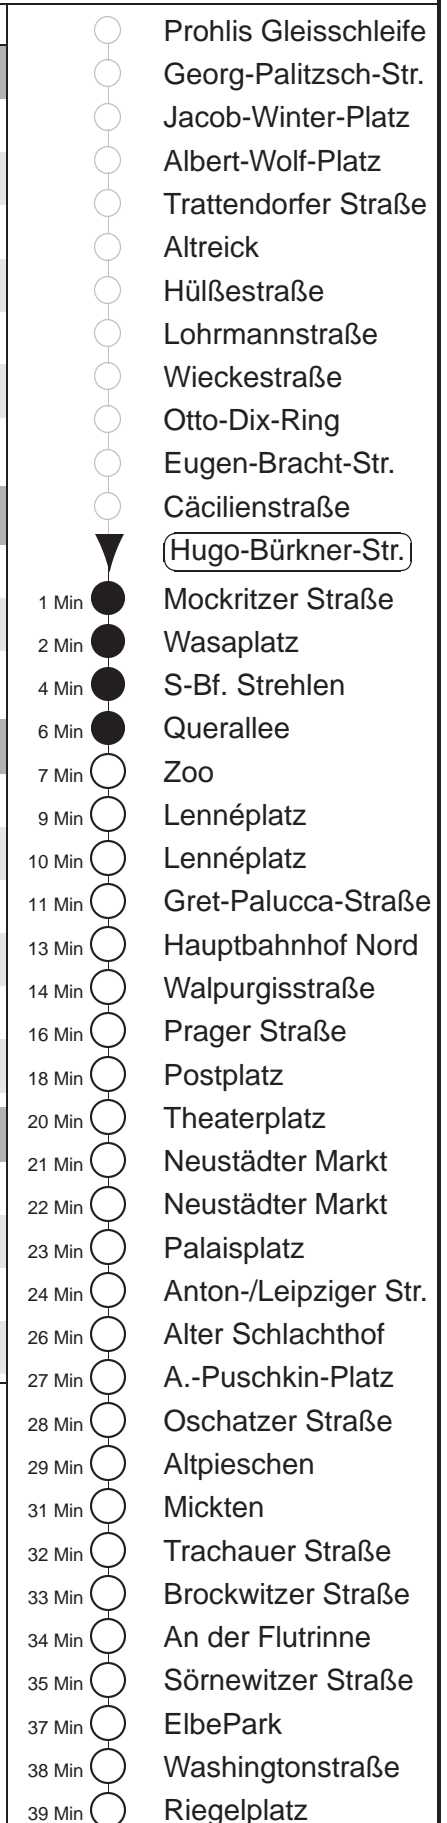 Prohlis Gleisschleife
Georg-Palitzsch-Str.
Jacob-Winter-Platz
Albert-Wolf-Platz
Trattendorfer Straße
Altreick
Hülßestraße
Lohrmannstraße
Wieckestraße
Otto-Dix-Ring
Eugen-Bracht-Str.
Cäcilienstraße
Hugo-Bürkner-Str.
1 Min Mockritzer Straße
2 Min Wasaplatz
4 Min S-Bf. Strehlen
6 Min Querallee
7 Min Zoo
9 Min Lennéplatz
10 Min Lennéplatz
11 Min Gret-Palucca-Straße
13 Min Hauptbahnhof Nord
14 Min Walpurgisstraße
16 Min Prager Straße
18 Min Postplatz
20 Min Theaterplatz
21 Min Neustädter Markt
22 Min Neustädter Markt
23 Min Palaisplatz
24 Min Anton-/Leipziger Str.
26 Min Alter Schlachthof
27 Min A.-Puschkin-Platz
28 Min Oschatzer Straße
29 Min Altpieschen
31 Min Mickten
32 Min Trachauer Straße
33 Min Brockwitzer Straße
34 Min An der Flutrinne
35 Min Sörnewitzer Straße
37 Min ElbePark
38 Min Washingtonstraße
39 Min Riegelplatz